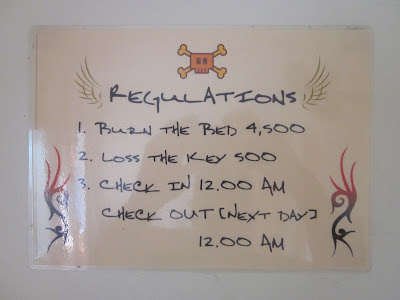 REGULATIONS
1. BURN THE BED 4,500
2. LOSS THE KEY 500
3. CHECK IN 12.00 AM
CHECK OUT [NEXT DAY]
12.00 AM